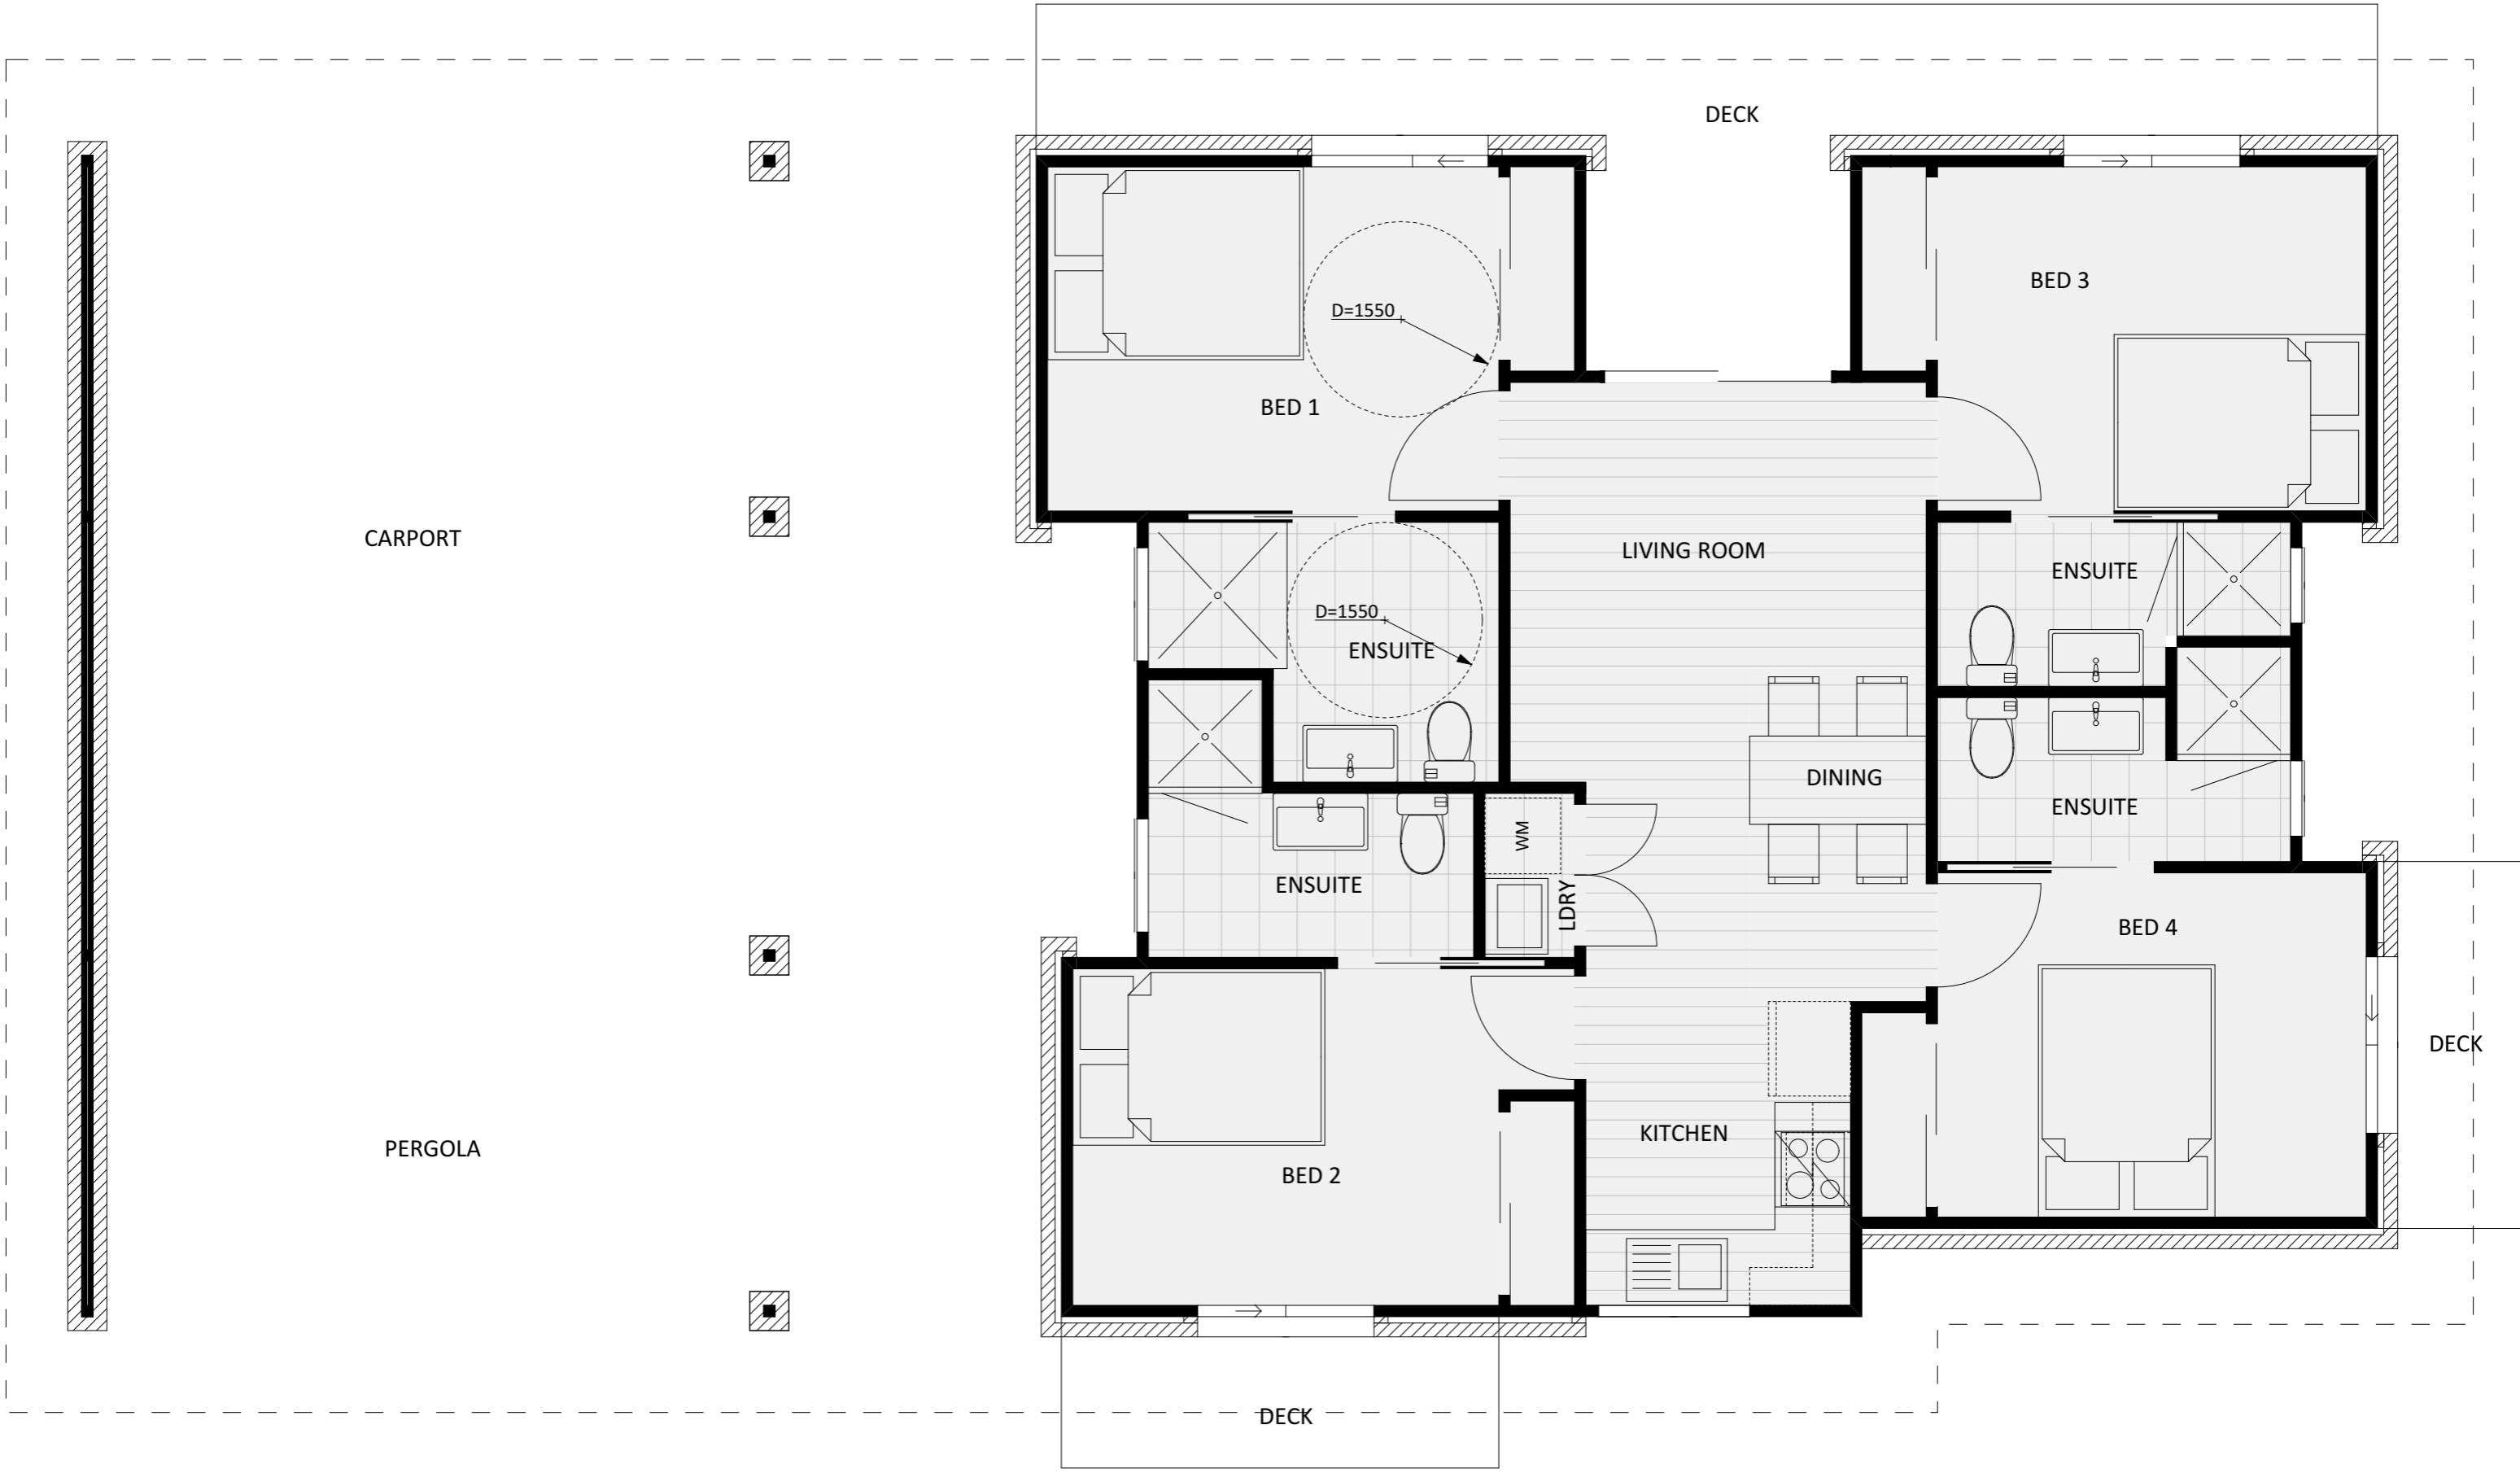 DECK
BED 3
D=1550
BED 1
CARPORT
LIVING ROOM
ENSUITE
D=1550
ENSUITE
DINING
ENSUITE
WM
ENSUITE
LDRY
BED 4
DECK
KITCHEN
PERGOLA
BED 2
DECK